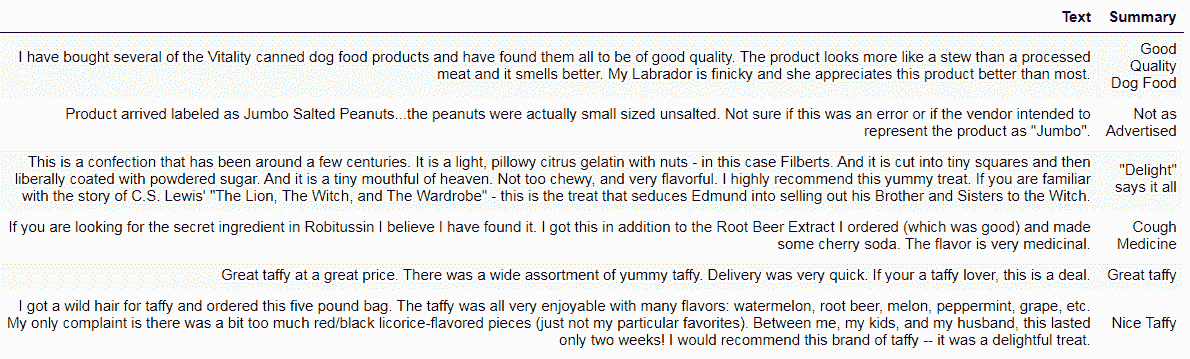 Text Summary
I have bought several of the Vitality canned dog food products and have found them all to be of good quality. The product looks more like a stew than a processed
meat and it smells better. My Labrador is finicky and she appreciates this product better than most.
Good
Quality
Dog Food
Product arrived labeled as Jumbo Salted Peanuts...the peanuts were actually small sized unsalted. Not sure if this was an error or if the vendor intended to
represent the product as "Jumbo".
Not as
Advertised
This is a confection that has been around a few centuries. It is a light, pillowy citrus gelatin with nuts - in this case Filberts. And it is cut into tiny squares and then
liberally coated with powdered sugar. And it is a tiny mouthful of heaven. Not too chewy, and very flavorful. I highly recommend this yummy treat. If you are familiar
with the story of C.S. Lewis' "The Lion, The Witch, and The Wardrobe" - this is the treat that seduces Edmund into selling out his Brother and Sisters to the Witch.
"Delight"
says it all
If you are looking for the secret ingredient in Robitussin I believe I have found it. I got this in addition to the Root Beer Extract I ordered (which was good) and made
some cherry soda. The flavor is very medicinal.
Cough
Medicine
Great taffy at a great price. There was a wide assortment of yummy taffy. Delivery was very quick. If your a taffy lover, this is a deal.
Great taffy
I got a wild hair for taffy and ordered this five pound bag. The taffy was all very enjoyable with many flavors: watermelon, root beer, melon, peppermint, grape, etc.
My only complaint is there was a bit too much red/black licorice-flavored pieces (just not my particular favorites). Between me, my kids, and my husband, this lasted
only two weeks! I would recommend this brand of taffy -- it was a delightful treat.
Nice Taffy